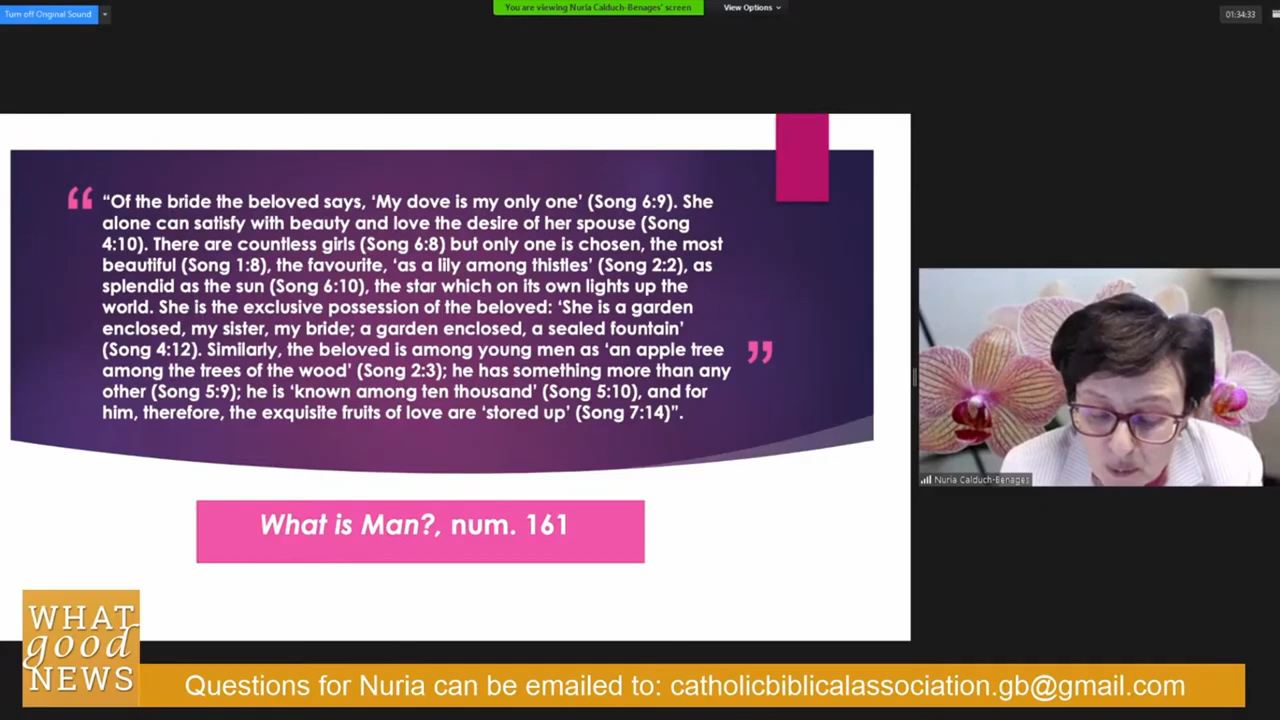 Turn off Original Sound
You are viewing Nuria Calduch-Benages' screen
View Options
01:34:33
“
“Of the bride the beloved says, ‘My dove is my only one’ (Song 6:9). She
alone can satisfy with beauty and love the desire of her spouse (Song
4:10). There are countless girls (Song 6:8) but only one is chosen, the most
beautiful (Song 1:8), the favourite, ‘as a lily among thistles’ (Song 2:2), as
splendid as the sun (Song 6:10), the star which on its own lights up the
world. She is the exclusive possession of the beloved: ‘She is a garden
enclosed, my sister, my bride; a garden enclosed, a sealed fountain’
(Song 4:12). Similarly, the beloved is among young men as ‘an apple tree
among the trees of the wood’ (Song 2:3); he has something more than any
other (Song 5:9); he is ‘known among ten thousand’ (Song 5:10), and for
him, therefore, the exquisite fruits of love are ‘stored up’ (Song 7:14)”.
”
What is Man?, num. 161
Nuria Calduch-Benages
WHAT
good
NEWS
Questions for Nuria can be emailed to: catholicbiblicalassociation.gb@gmail.com